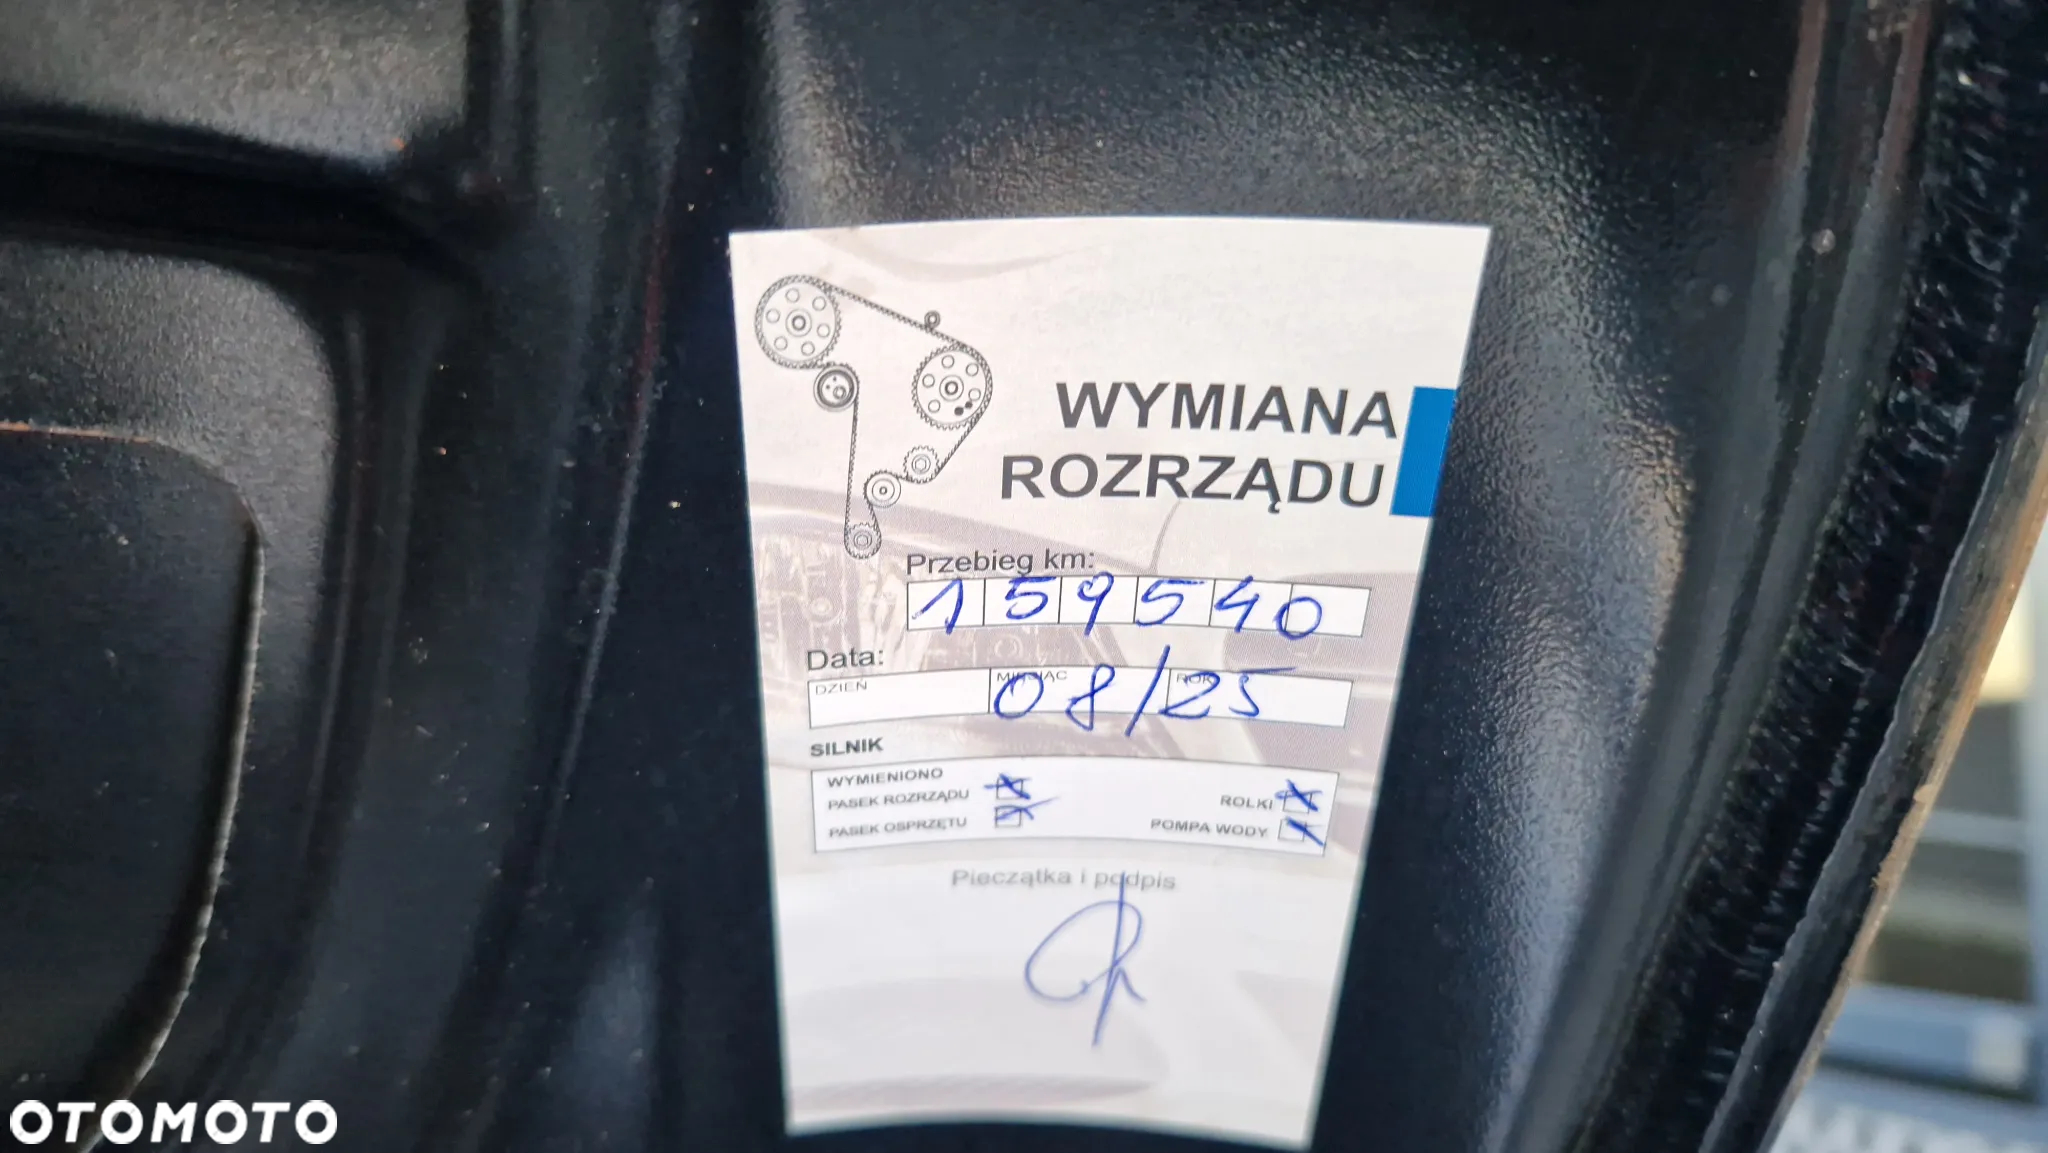 WYMIANA
ROZRZĄDU
Przebieg km:
159540
Data:
DZIEŃ MIESIĄC ROK
08/25
SILNIK
WYMIENIONO
PASEK ROZRZĄDU ROLKI
PASEK OSPRZĘTU POMPA WODY
Pieczątka i podpis
OTOMOTO